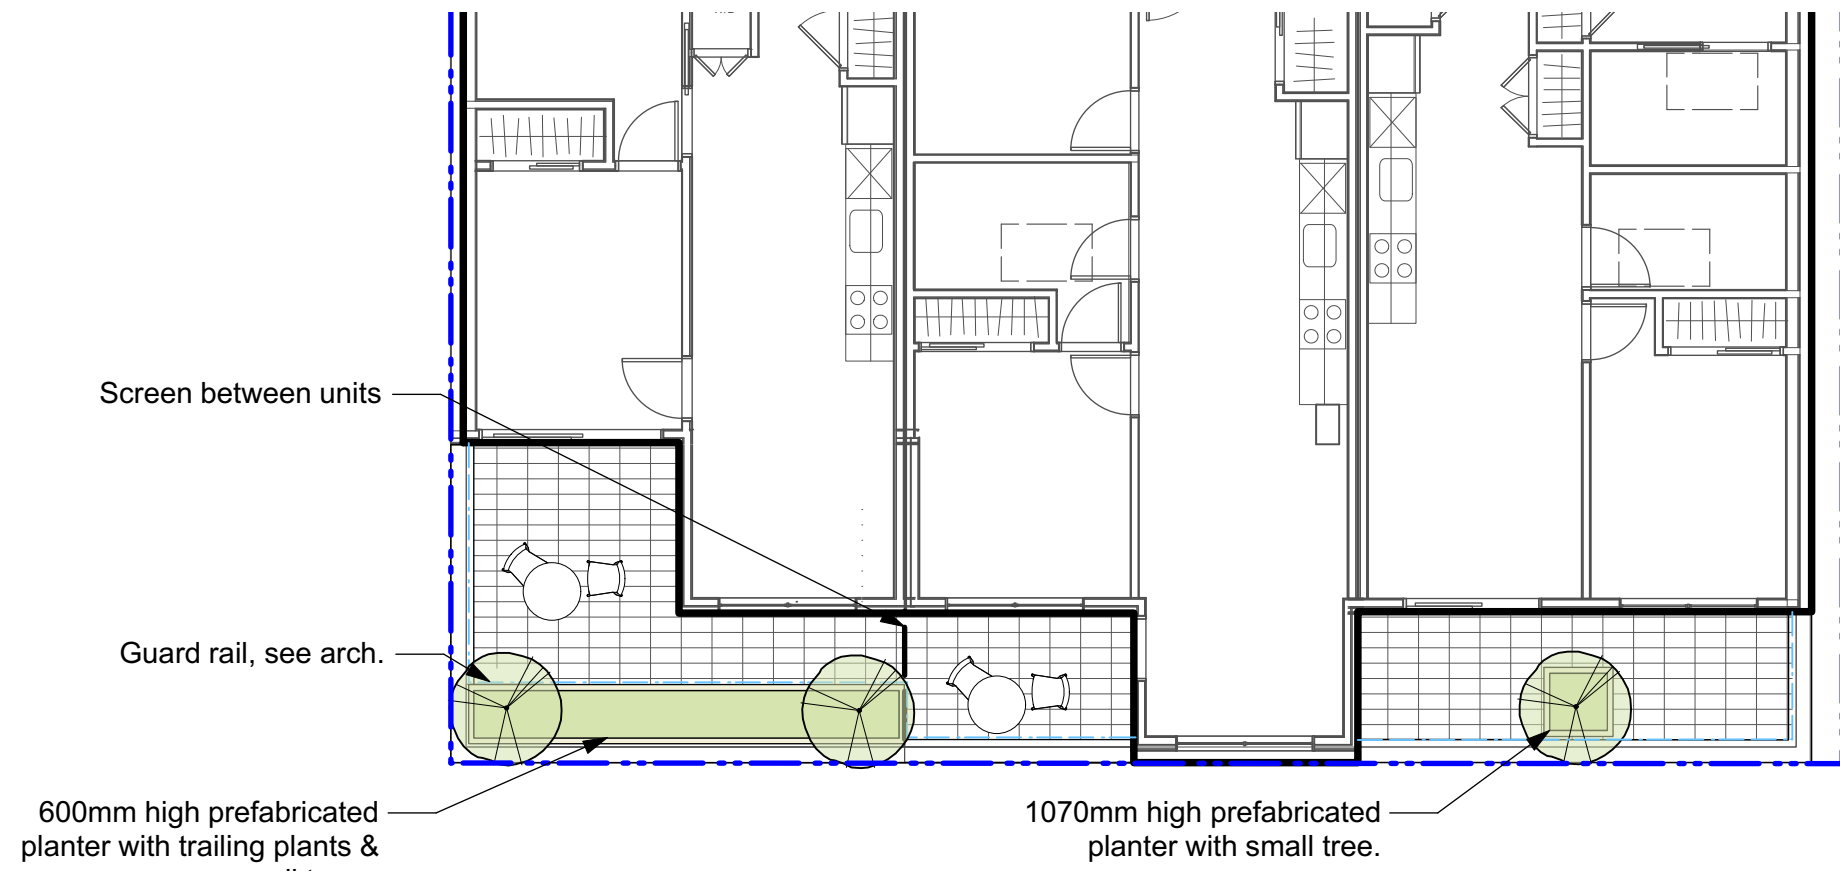 Screen between units
Guard rail, see arch.
600mm high prefabricated
planter with trailing plants &
1070mm high prefabricated
planter with small tree.